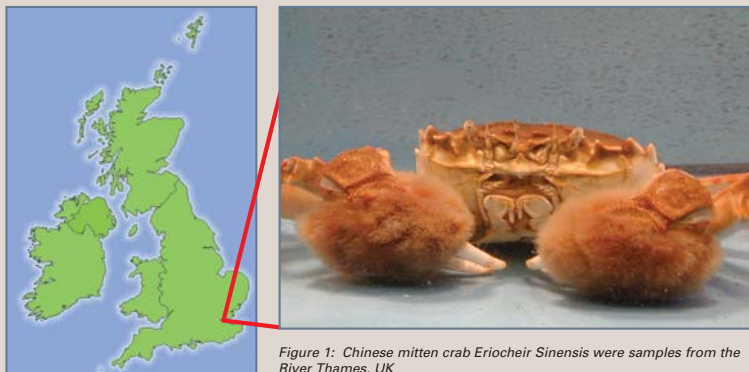 Figure 1: Chinese mitten crab Eriocheir Sinensis were samples from the
River Thames, UK